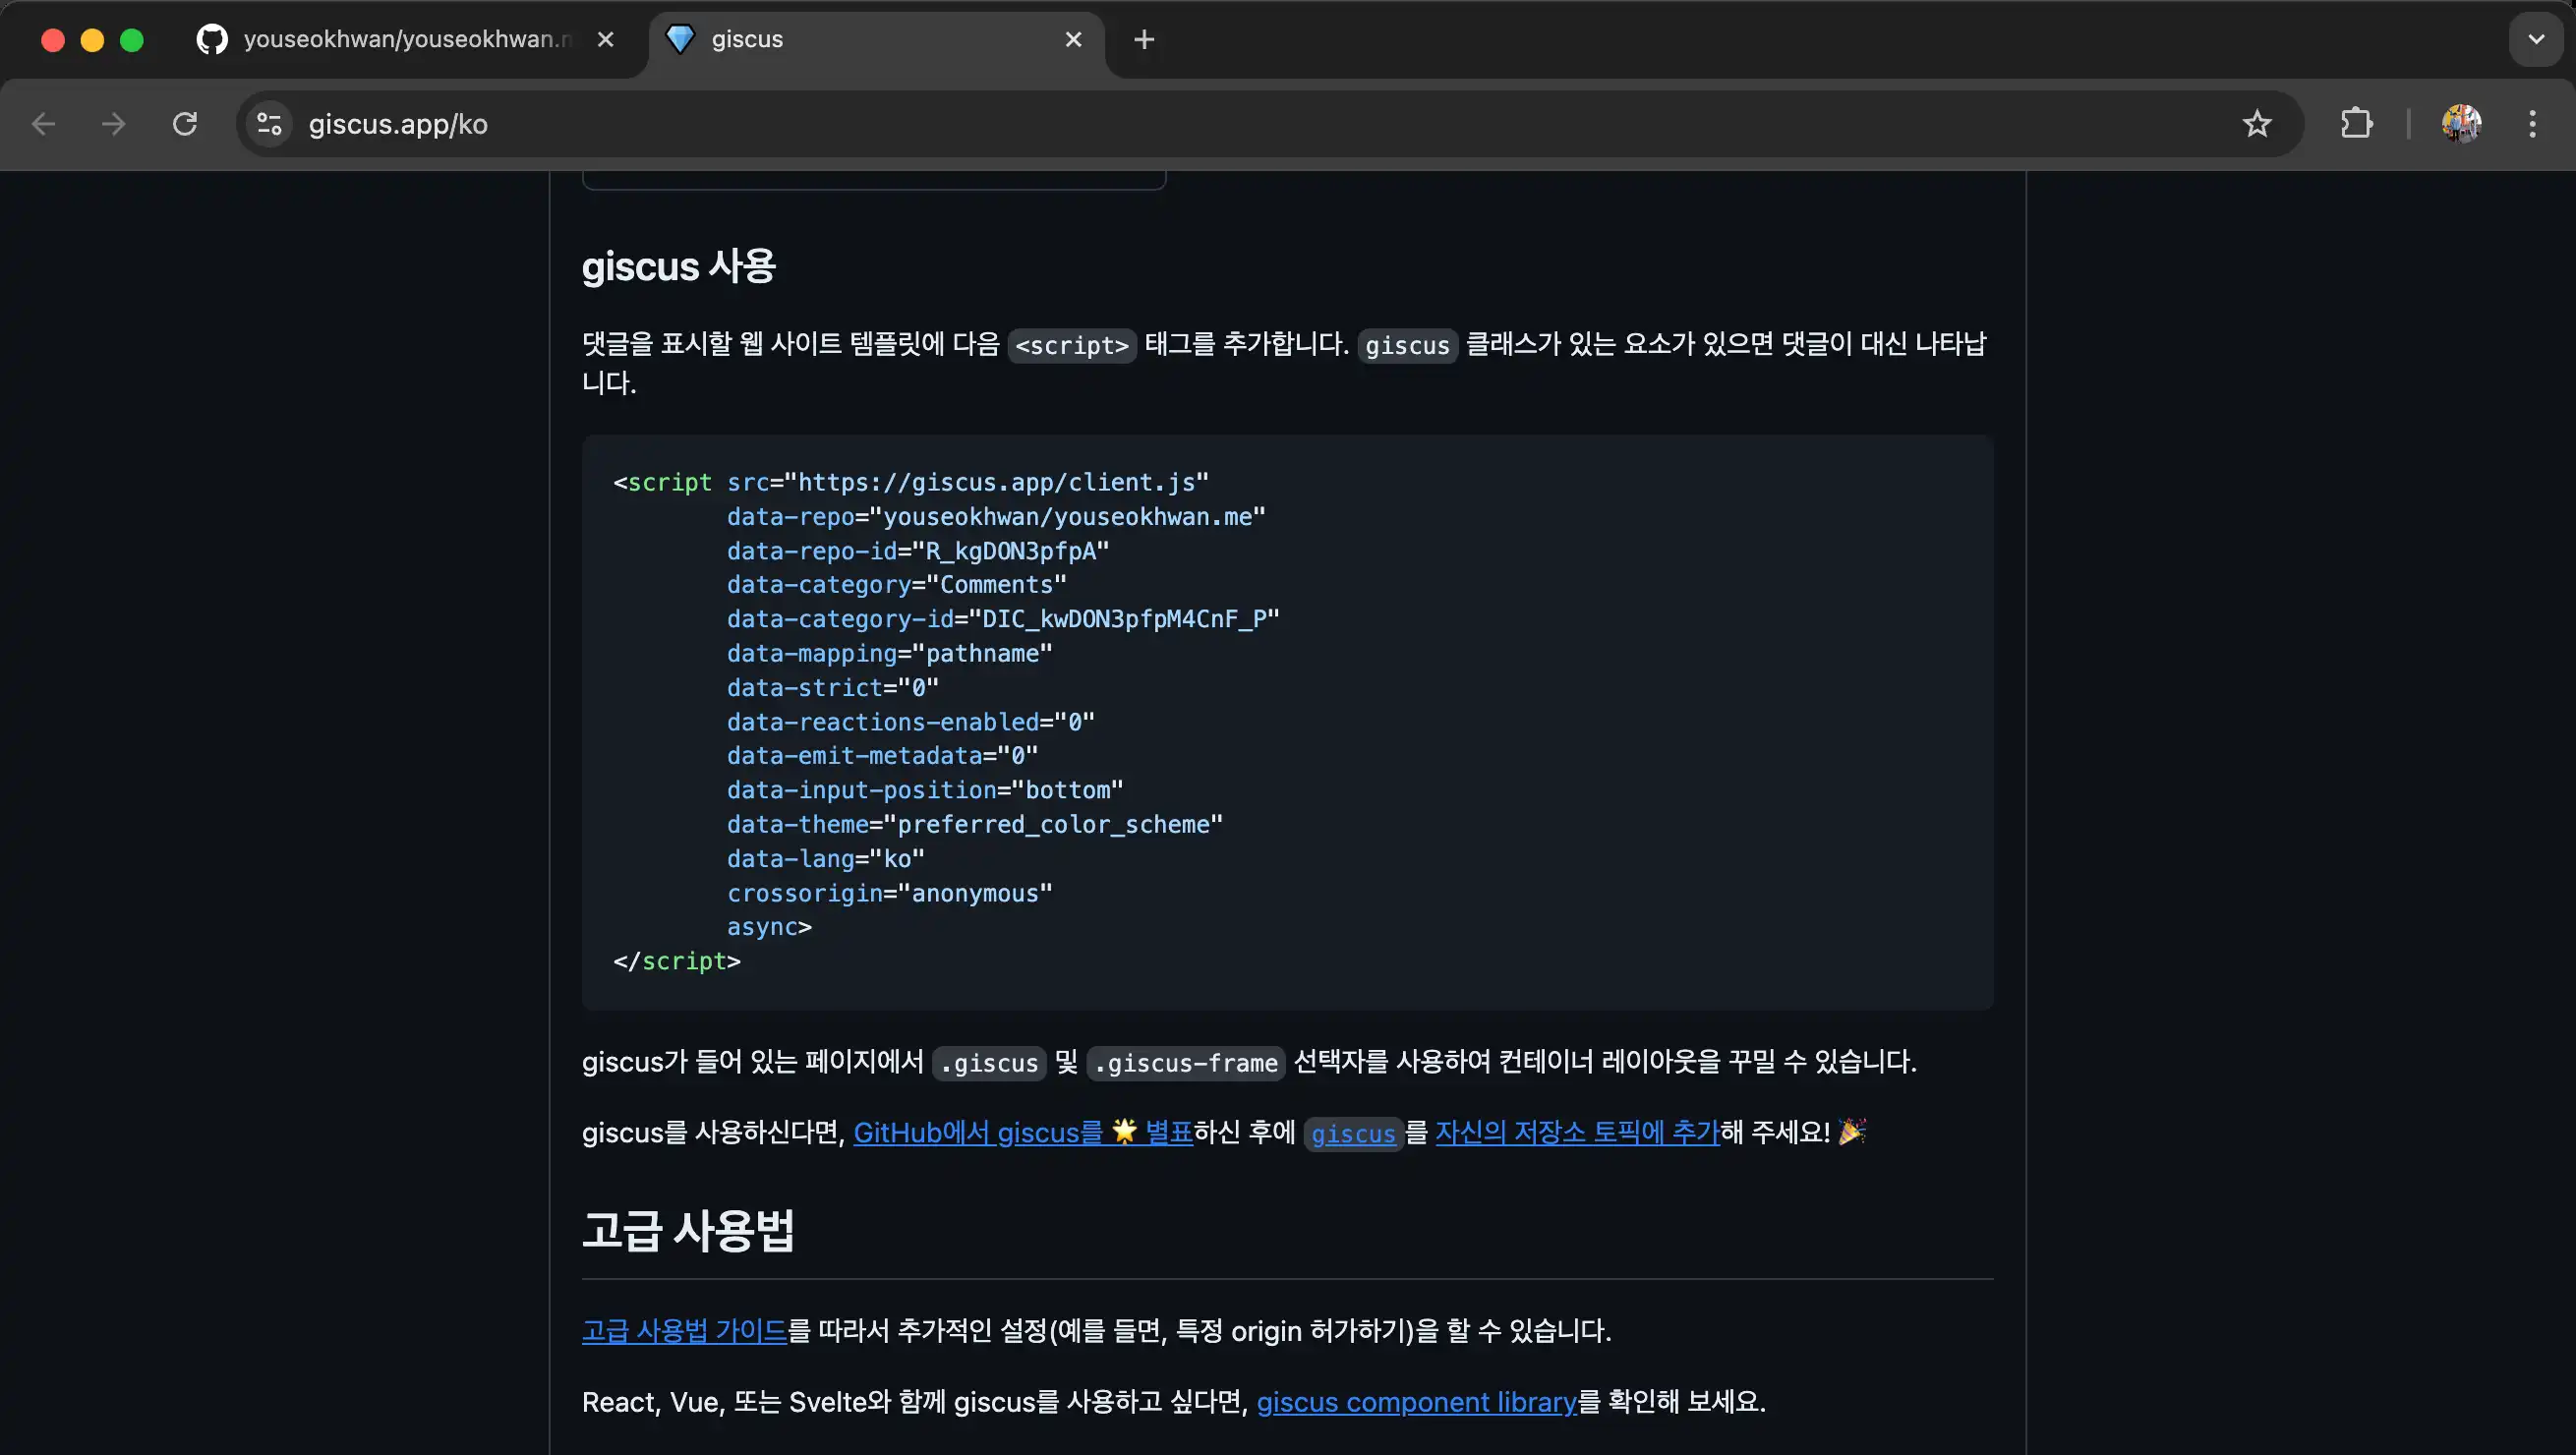 youseokhwan/youseokhwan.m
giscus
giscus.app/ko
giscus 사용
댓글을 표시할 웹 사이트 템플릿에 다음 <script> 태그를 추가합니다. giscus 클래스가 있는 요소가 있으면 댓글이 대신 나타납
니다.
<script src="https://giscus.app/client.js"
data-repo="youseokhwan/youseokhwan.me"
data-repo-id="R_kgDON3pfpA"
data-category="Comments"
data-category-id="DIC_kwDON3pfpM4CnF_P"
data-mapping="pathname"
data-strict="0"
data-reactions-enabled="0"
data-emit-metadata="0"
data-input-position="bottom"
data-theme="preferred_color_scheme"
data-lang="ko"
crossorigin="anonymous"
async>
</script>
giscus가 들어 있는 페이지에서 .giscus 및 .giscus-frame 선택자를 사용하여 컨테이너 레이아웃을 꾸밀 수 있습니다.
giscus를 사용하신다면, GitHub에서 giscus를 🌟 별표하신 후에 giscus를 자신의 저장소 토픽에 추가해 주세요! 🎉
고급 사용법
고급 사용법 가이드를 따라서 추가적인 설정(예를 들면, 특정 origin 허가하기)을 할 수 있습니다.
React, Vue, 또는 Svelte와 함께 giscus를 사용하고 싶다면, giscus component library를 확인해 보세요.